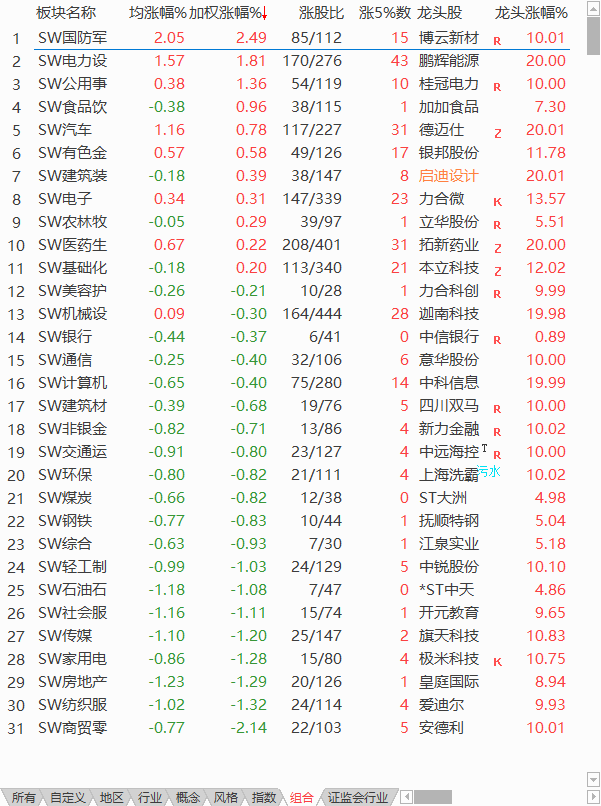 板块名称 均涨幅% 加权涨幅%↓ 涨股比 涨5%数 龙头股 龙头涨幅%
1 SW国防军 2.05 2.49 85/112 15 博云新材 R 10.01
2 SW电力设 1.57 1.81 170/276 43 鹏辉能源 20.00
3 SW公用事 0.38 1.36 54/119 10 桂冠电力 R 10.00
4 SW食品饮 -0.38 0.96 38/115 1 加加食品 7.30
5 SW汽车 1.16 0.78 117/227 31 德迈仕 Z 20.01
6 SW有色金 0.57 0.58 49/126 17 银邦股份 11.78
7 SW建筑装 -0.18 0.39 38/147 8 启迪设计 20.01
8 SW电子 0.34 0.31 147/339 23 力合微 K 13.57
9 SW农林牧 -0.05 0.29 39/97 1 立华股份 R 5.51
10 SW医药生 0.67 0.22 208/401 31 拓新药业 Z 20.00
11 SW基础化 -0.18 0.20 113/340 21 本立科技 Z 12.02
12 SW美容护 -0.26 -0.21 10/28 1 力合科创 R 9.99
13 SW机械设 0.09 -0.30 164/444 28 迦南科技 19.98
14 SW银行 -0.44 -0.37 6/41 0 中信银行 R 0.89
15 SW通信 -0.25 -0.40 32/106 6 意华股份 10.00
16 SW计算机 -0.65 -0.40 75/280 14 中科信息 19.99
17 SW建筑材 -0.39 -0.68 19/76 5 四川双马 R 10.00
18 SW非银金 -0.82 -0.71 13/86 4 新力金融 R 10.02
19 SW交通运 -0.91 -0.80 23/127 4 中远海控 T R 10.00
20 SW环保 -0.80 -0.82 21/111 4 上海洗霸 污水 10.02
21 SW煤炭 -0.66 -0.82 12/38 0 ST大洲 4.98
22 SW钢铁 -0.77 -0.83 10/44 1 抚顺特钢 5.04
23 SW综合 -0.63 -0.93 7/30 1 江泉实业 5.18
24 SW轻工制 -0.99 -1.03 24/129 5 中锐股份 10.10
25 SW石油石 -1.18 -1.08 7/47 0 *ST中天 4.86
26 SW社会服 -1.16 -1.11 15/74 1 开元教育 9.65
27 SW传媒 -1.10 -1.20 25/147 2 旗天科技 10.83
28 SW家用电 -0.86 -1.28 15/80 4 极米科技 K 10.75
29 SW房地产 -1.23 -1.29 20/126 1 皇庭国际 8.94
30 SW纺织服 -1.02 -1.32 24/114 4 爱迪尔 9.93
31 SW商贸零 -0.77 -2.14 22/103 5 安德利 10.01
所有 自定义 地区 行业 概念 风格 指数 组合 证监会行业